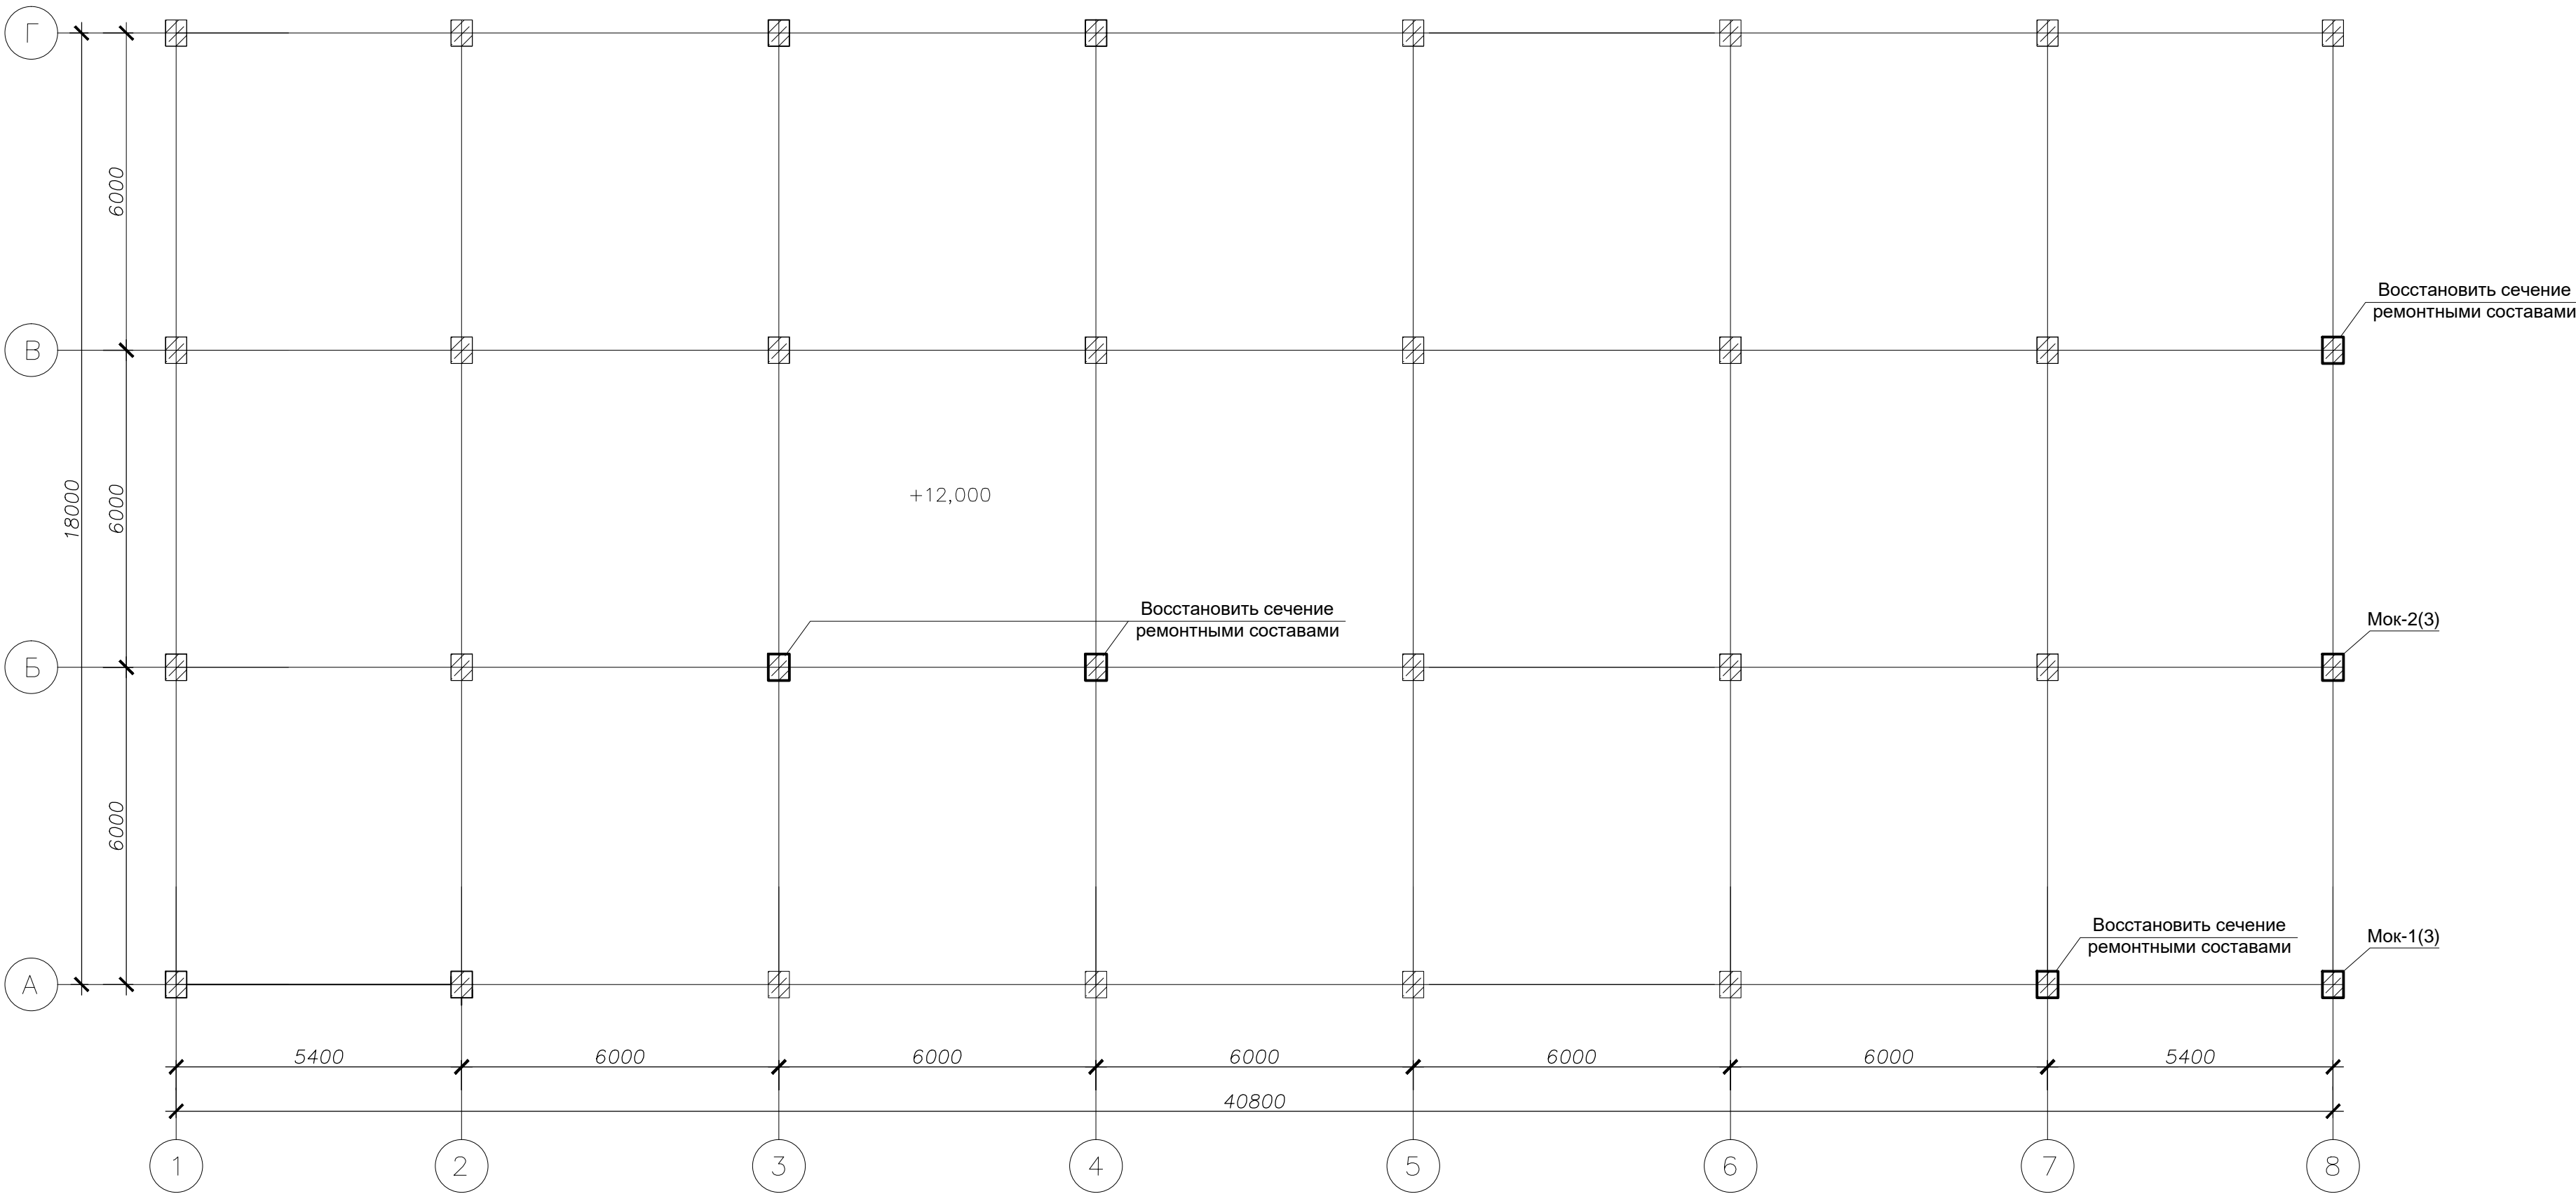 Г
6000
Восстановить сечение
ремонтными составами
В
18000
6000
+12,000
Восстановить сечение
ремонтными составами
Мок-2(3)
Б
6000
Восстановить сечение
ремонтными составами
Мок-1(3)
А
5400 6000 6000 6000 6000 6000 5400
40800
1 2 3 4 5 6 7 8